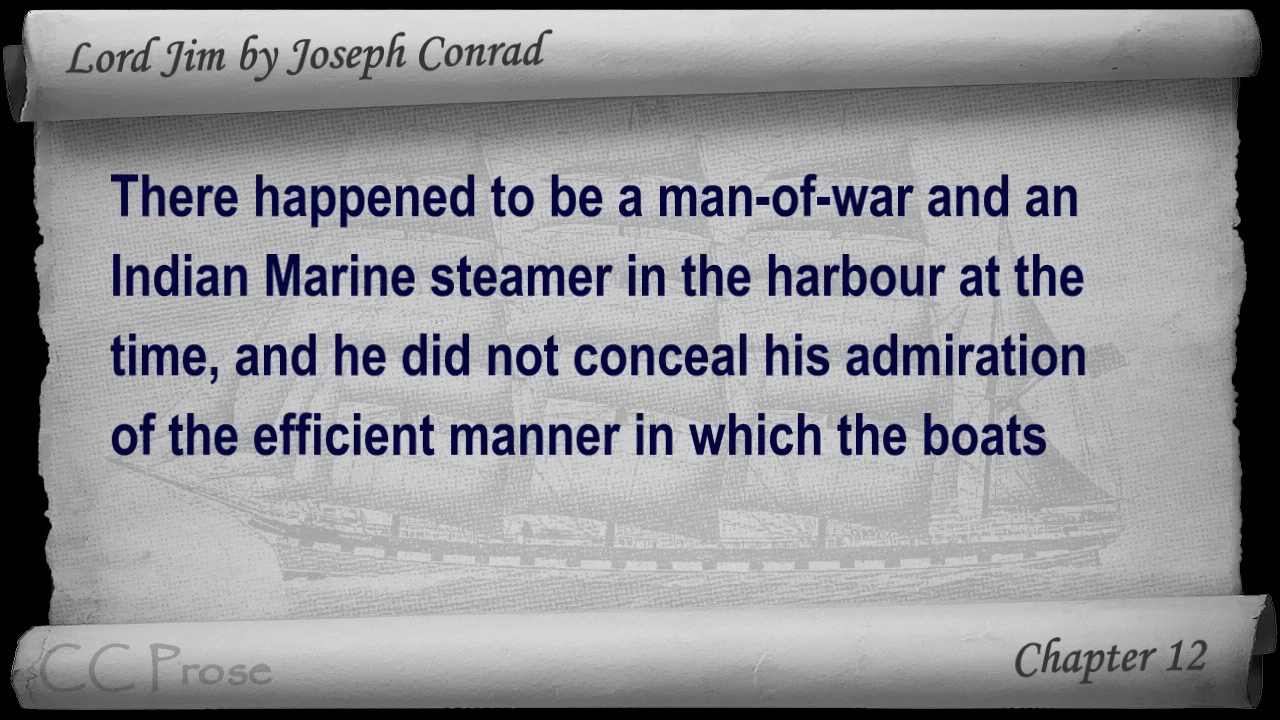 Lord Jim by Joseph Conrad
There happened to be a man-of-war and an
Indian Marine steamer in the harbour at the
time, and he did not conceal his admiration
of the efficient manner in which the boats
CC Prose
Chapter 12